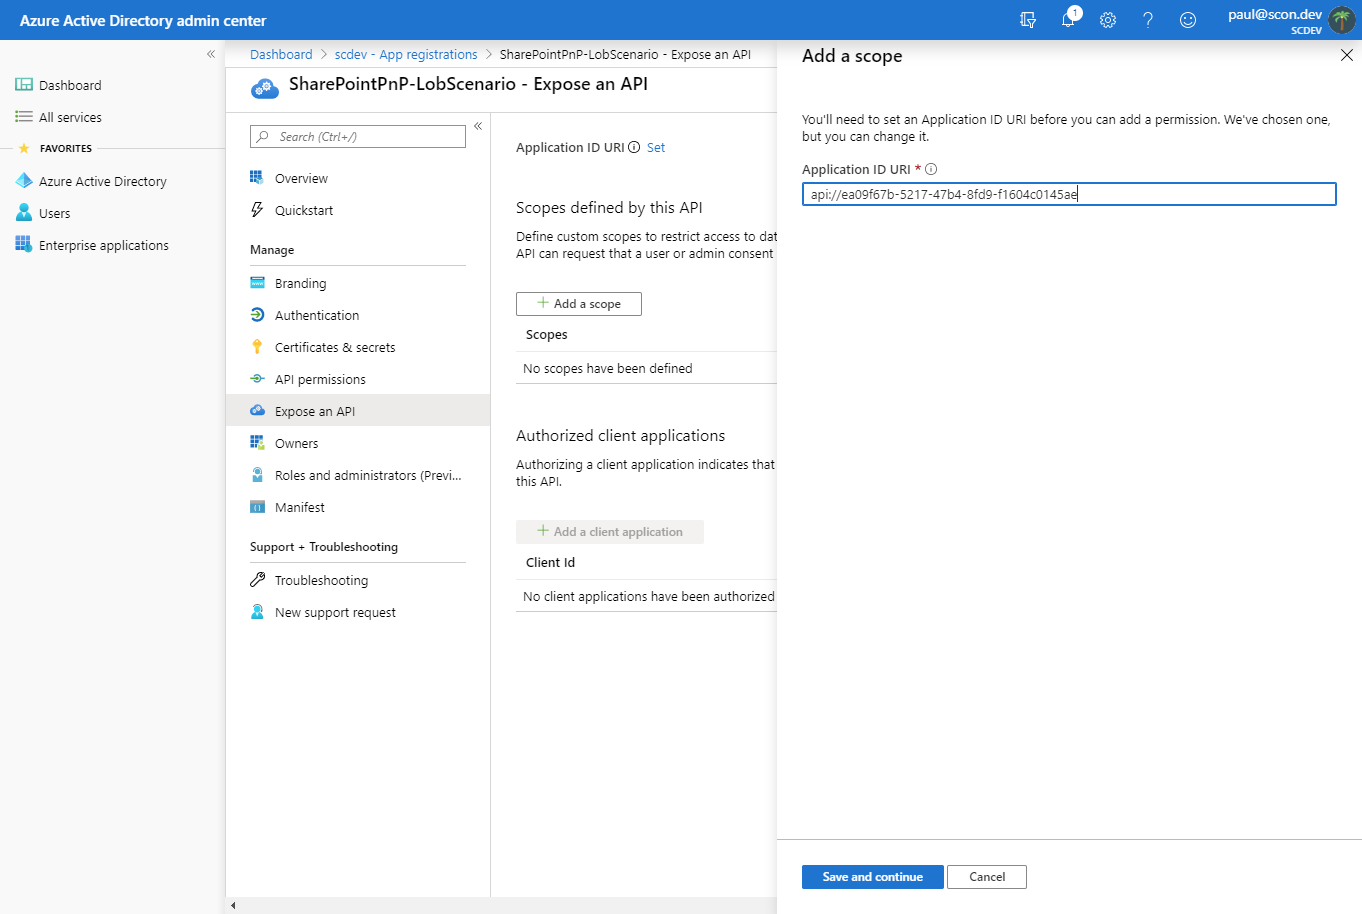 Azure Active Directory admin center
1
paul@scon.dev
SCDEV
Dashboard
All services
FAVORITES
Azure Active Directory
Users
Enterprise applications
Dashboard > scdev - App registrations > SharePointPnP-LobScenario - Expose an API
SharePointPnP-LobScenario - Expose an API
Search (Ctrl+/)
Overview
Quickstart
Manage
Branding
Authentication
Certificates & secrets
API permissions
Expose an API
Owners
Roles and administrators (Previ...
Manifest
Support + Troubleshooting
Troubleshooting
New support request
Application ID URI Set
Scopes defined by this API
Define custom scopes to restrict access to dat
API can request that a user or admin consent
Add a scope
Scopes
No scopes have been defined
Authorized client applications
Authorizing a client application indicates that
this API.
Add a client application
Client Id
No client applications have been authorized
Add a scope
You'll need to set an Application ID URI before you can add a permission. We've chosen one,
but you can change it.
Application ID URI *
api://ea09f67b-5217-47b4-8fd9-f1604c0145ae
Save and continue
Cancel